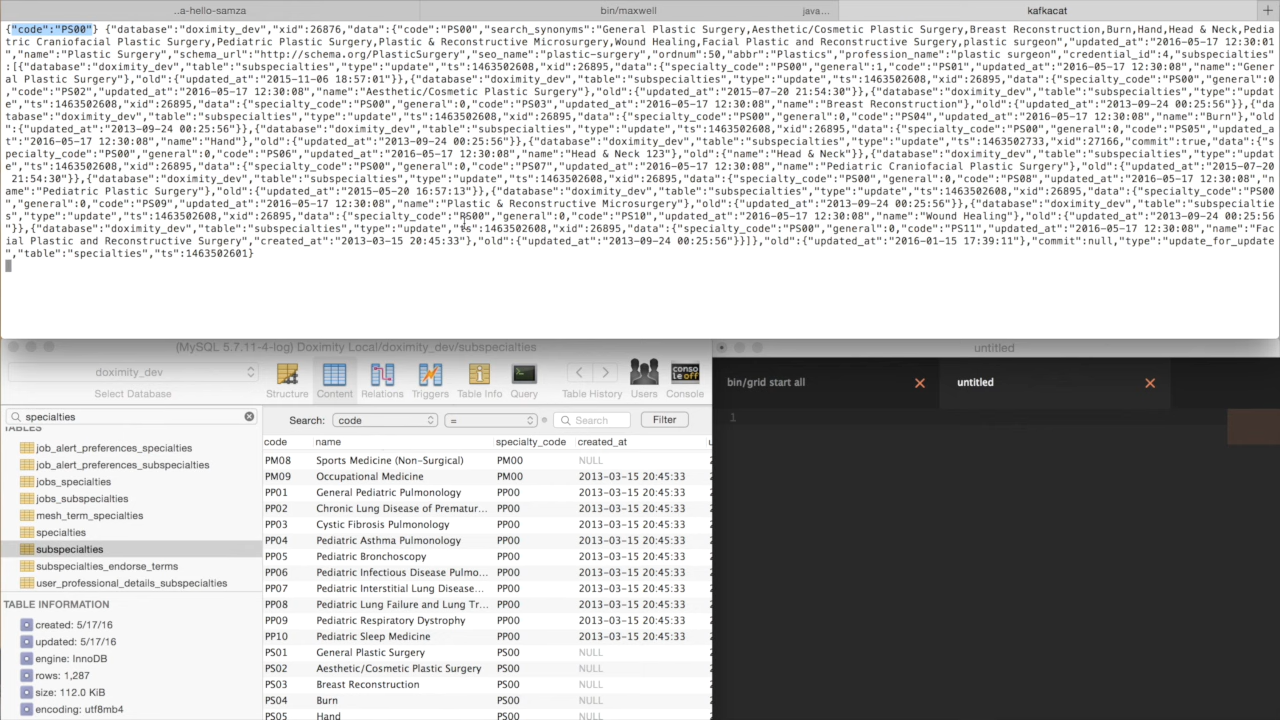 ..a-hello-samza	bin/maxwell	java...	kafkacat	+
{"code":"PS00"} {"database":"doximity_dev","xid":26876,"data":{"code":"PS00","search_synonyms":"General Plastic Surgery,Aesthetic/Cosmetic Plastic Surgery,Breast Reconstruction,Burn,Hand,Head & Neck,Pedia
tric Craniofacial Plastic Surgery,Pediatric Plastic Surgery,Plastic & Reconstructive Microsurgery,Wound Healing,Facial Plastic and Reconstructive Surgery,plastic surgeon","updated_at":"2016-05-17 12:30:01
","name":"Plastic Surgery","schema_url":"http://schema.org/PlasticSurgery","seo_name":"plastic-surgery","ordnum":50,"abbr":"Plastics","profession_name":"plastic surgeon","credential_id":4,"subspecialties"
:[{"database":"doximity_dev","table":"subspecialties","type":"update","ts":1463502608,"xid":26895,"data":{"specialty_code":"PS00","general":1,"code":"PS01","updated_at":"2016-05-17 12:30:08","name":"Gener
al Plastic Surgery"},"old":{"updated_at":"2015-11-06 18:57:01"}},{"database":"doximity_dev","table":"subspecialties","type":"update","ts":1463502608,"xid":26895,"data":{"specialty_code":"PS00","general":0
,"code":"PS02","updated_at":"2016-05-17 12:30:08","name":"Aesthetic/Cosmetic Plastic Surgery"},"old":{"updated_at":"2015-07-20 21:54:30"}},{"database":"doximity_dev","table":"subspecialties","type":"updat
e","ts":1463502608,"xid":26895,"data":{"specialty_code":"PS00","general":0,"code":"PS03","updated_at":"2016-05-17 12:30:08","name":"Breast Reconstruction"},"old":{"updated_at":"2013-09-24 00:25:56"}},{"da
tabase":"doximity_dev","table":"subspecialties","type":"update","ts":1463502608,"xid":26895,"data":{"specialty_code":"PS00","general":0,"code":"PS04","updated_at":"2016-05-17 12:30:08","name":"Burn"},"old"
:{"updated_at":"2013-09-24 00:25:56"}},{"database":"doximity_dev","table":"subspecialties","type":"update","ts":1463502608,"xid":26895,"data":{"specialty_code":"PS00","general":0,"code":"PS05","updated_a
t":"2016-05-17 12:30:08","name":"Hand"},"old":{"updated_at":"2013-09-24 00:25:56"}},{"database":"doximity_dev","table":"subspecialties","type":"update","ts":1463502733,"xid":27166,"commit":true,"data":{"s
pecialty_code":"PS00","general":0,"code":"PS06","updated_at":"2016-05-17 12:30:08","name":"Head & Neck 123"},"old":{"name":"Head & Neck"}},{"database":"doximity_dev","table":"subspecialties","type":"updat
e","ts":1463502608,"xid":26895,"data":{"specialty_code":"PS00","general":0,"code":"PS07","updated_at":"2016-05-17 12:30:08","name":"Pediatric Craniofacial Plastic Surgery"},"old":{"updated_at":"2015-07-20
21:54:30"}},{"database":"doximity_dev","table":"subspecialties","type":"update","ts":1463502608,"xid":26895,"data":{"specialty_code":"PS00","general":0,"code":"PS08","updated_at":"2016-05-17 12:30:08","n
ame":"Pediatric Plastic Surgery"},"old":{"updated_at":"2015-05-20 16:57:13"}},{"database":"doximity_dev","table":"subspecialties","type":"update","ts":1463502608,"xid":26895,"data":{"specialty_code":"PS00
","general":0,"code":"PS09","updated_at":"2016-05-17 12:30:08","name":"Plastic & Reconstructive Microsurgery"},"old":{"updated_at":"2013-09-24 00:25:56"}},{"database":"doximity_dev","table":"subspecialtie
s","type":"update","ts":1463502608,"xid":26895,"data":{"specialty_code":"PS00","general":0,"code":"PS10","updated_at":"2016-05-17 12:30:08","name":"Wound Healing"},"old":{"updated_at":"2013-09-24 00:25:56
"}},{"database":"doximity_dev","table":"subspecialties","type":"update","ts":1463502608,"xid":26895,"data":{"specialty_code":"PS00","general":0,"code":"PS11","updated_at":"2016-05-17 12:30:08","name":"Fac
ial Plastic and Reconstructive Surgery","created_at":"2013-03-15 20:45:33"},"old":{"updated_at":"2013-09-24 00:25:56"}}]},"old":{"updated_at":"2016-01-15 17:39:11"},"commit":null,"type":"update_for_update
","table":"specialties","ts":1463502601}
(MySQL 5.7.11-4-log) Doximity Local/doximity_dev/subspecialties
doximity_dev
Select Database	Structure	Content	Relations	Triggers	Table Info	Query	Table History	Users	Console
console off
specialties	Search:	code	=	Search	Filter
TABLES
job_alert_preferences_specialties
job_alert_preferences_subspecialties
jobs_specialties
jobs_subspecialties
mesh_term_specialties
specialties
subspecialties
subspecialties_endorse_terms
user_professional_details_subspecialties
TABLE INFORMATION
created: 5/17/16
updated: 5/17/16
engine: InnoDB
rows: 1,287
size: 112.0 KiB
encoding: utf8mb4
code	name	specialty_code	created_at
PM08	Sports Medicine (Non-Surgical)	PM00	NULL
PM09	Occupational Medicine	PM00	2013-03-15 20:45:33
PP01	General Pediatric Pulmonology	PP00	2013-03-15 20:45:33
PP02	Chronic Lung Disease of Prematur...	PP00	2013-03-15 20:45:33
PP03	Cystic Fibrosis Pulmonology	PP00	2013-03-15 20:45:33
PP04	Pediatric Asthma Pulmonology	PP00	2013-03-15 20:45:33
PP05	Pediatric Bronchoscopy	PP00	2013-03-15 20:45:33
PP06	Pediatric Infectious Disease Pulmo...	PP00	2013-03-15 20:45:33
PP07	Pediatric Interstitial Lung Disease...	PP00	2013-03-15 20:45:33
PP08	Pediatric Lung Failure and Lung Tr...	PP00	2013-03-15 20:45:33
PP09	Pediatric Respiratory Dystrophy	PP00	2013-03-15 20:45:33
PP10	Pediatric Sleep Medicine	PP00	2013-03-15 20:45:33
PS01	General Plastic Surgery	PS00	NULL
PS02	Aesthetic/Cosmetic Plastic Surgery	PS00	NULL
PS03	Breast Reconstruction	PS00	NULL
PS04	Burn	PS00	NULL
PS05	Hand	PS00	NULL
untitled
bin/grid start all	untitled
1